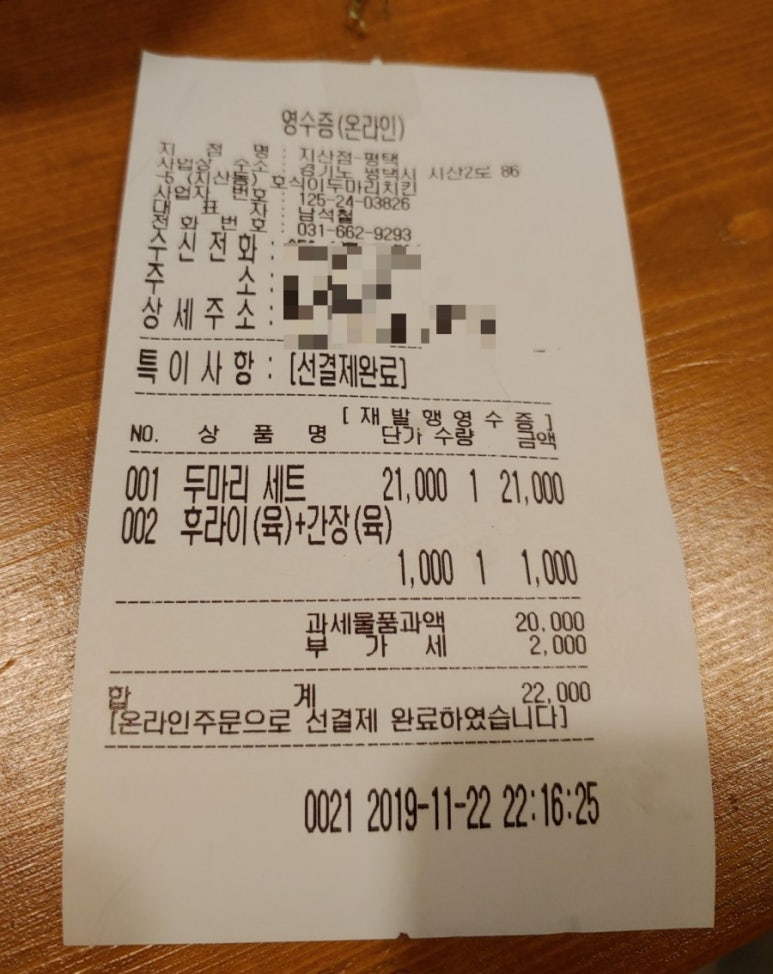 영수증(온라인)
지 점 명 : 지산점-평택
사업장 주소 : 경기도 평택시 지산2로 86
-5 (지산동) 호식이두마리치킨
사업자 번호 : 125-24-03826
대 표 자 : 남석철
전화 번호 : 031-662-9293
수신전화 :
주 소 :
상세주소 :
특이사항 : [선결제완료]
[재발행영수증]
NO. 상 품 명 단가 수량 금액
001 두마리 세트 21,000 1 21,000
002 후라이(육)+간장(육)
1,000 1 1,000
과세물품과액 20,000
부 가 세 2,000
합 계 22,000
[온라인주문으로 선결제 완료하였습니다]
0021 2019-11-22 22:16:25